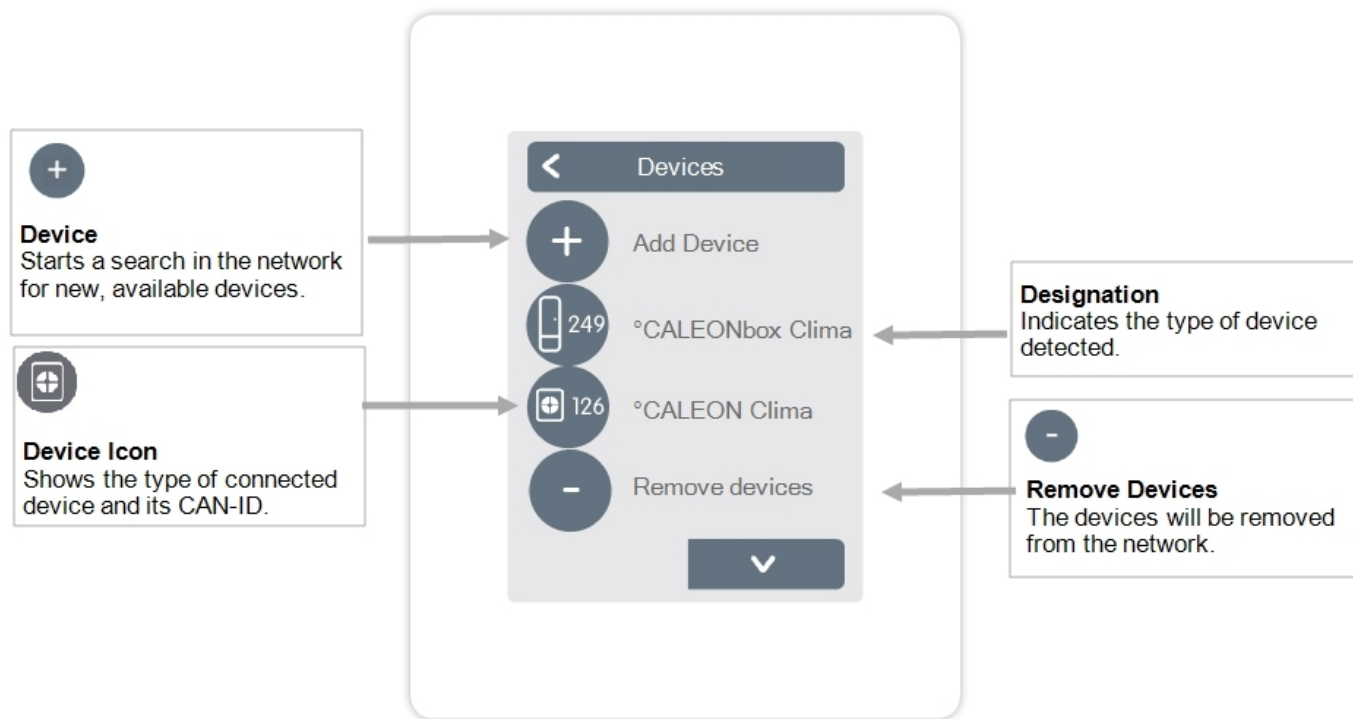 +
Device
Starts a search in the network
for new, available devices.
Device Icon
Shows the type of connected
device and its CAN-ID.
< Devices
+ Add Device
249 °CALEONbox Clima
126 °CALEON Clima
- Remove devices
Designation
Indicates the type of device
detected.
-
Remove Devices
The devices will be removed
from the network.